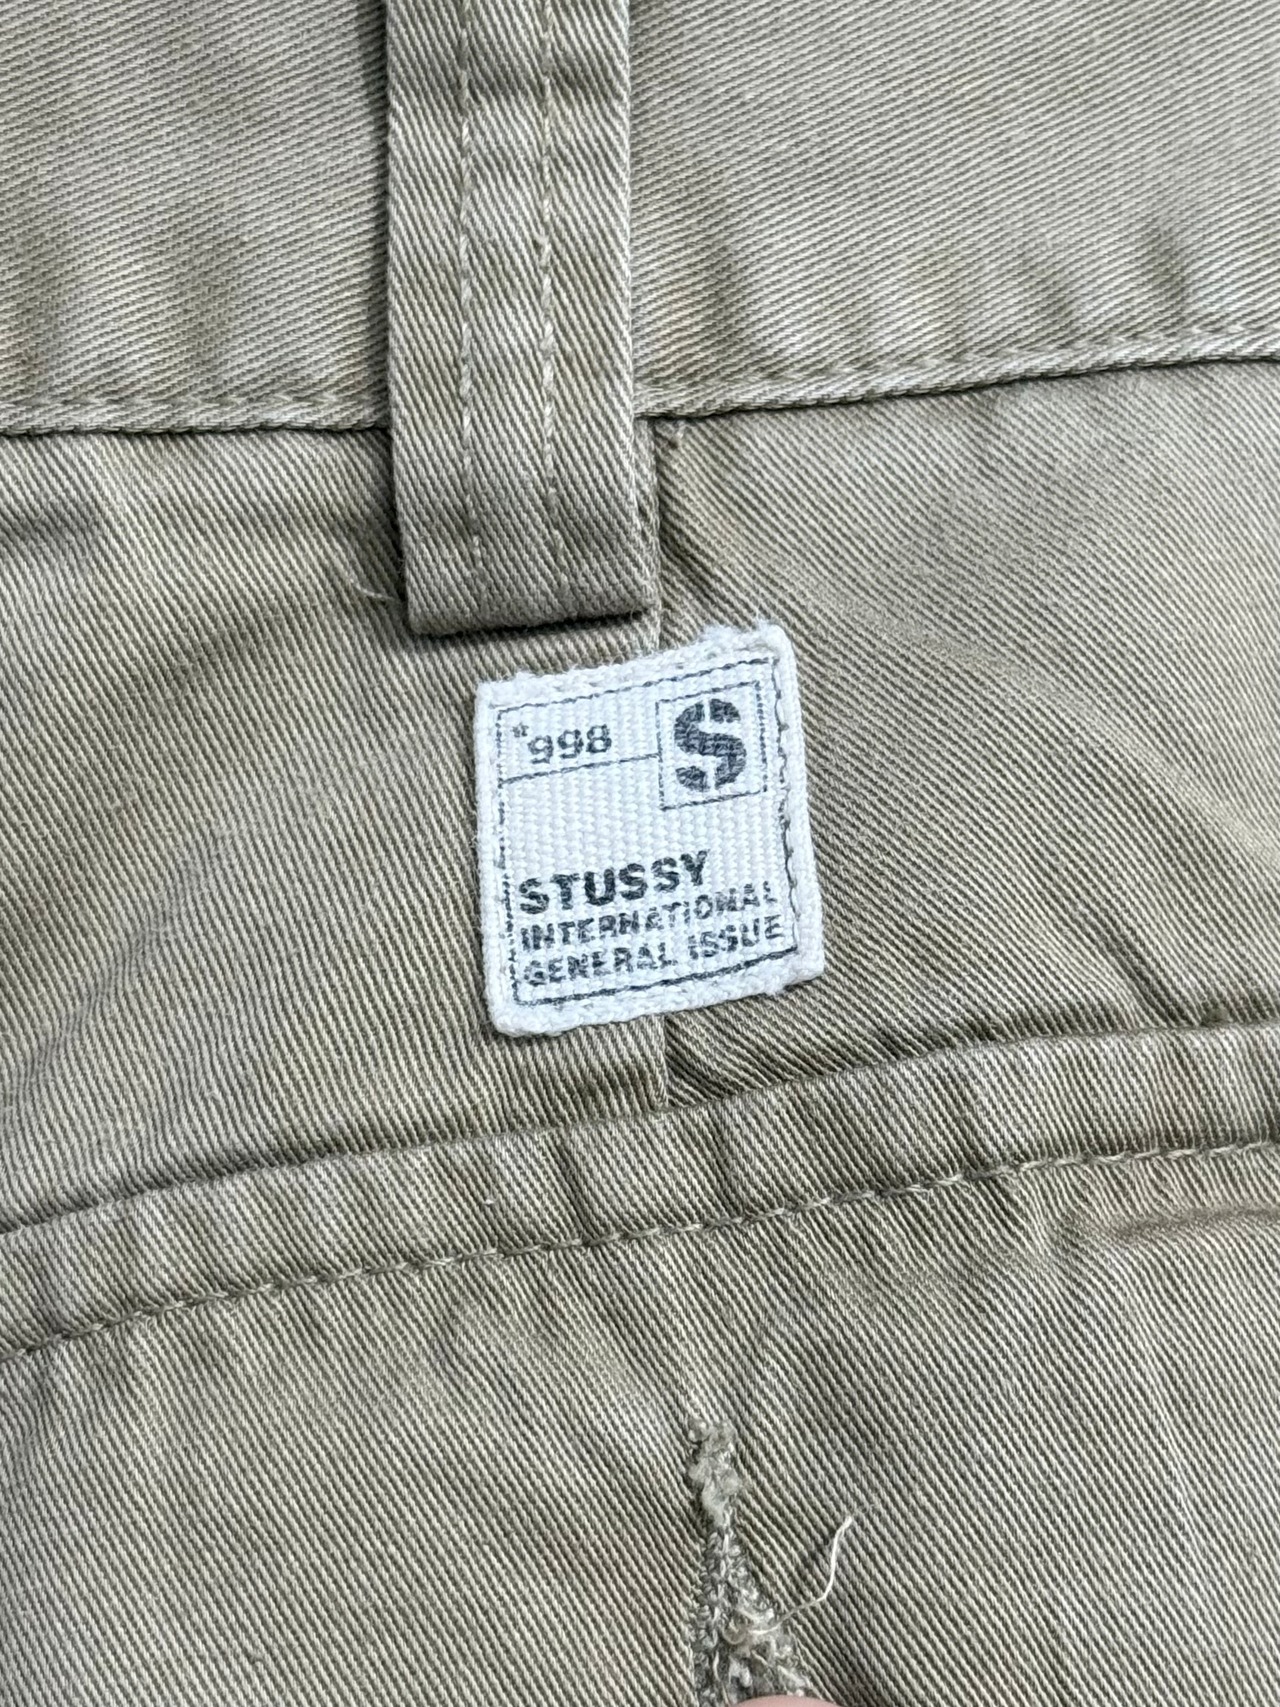 #998 S
STUSSY
INTERNATIONAL
GENERAL ISSUE